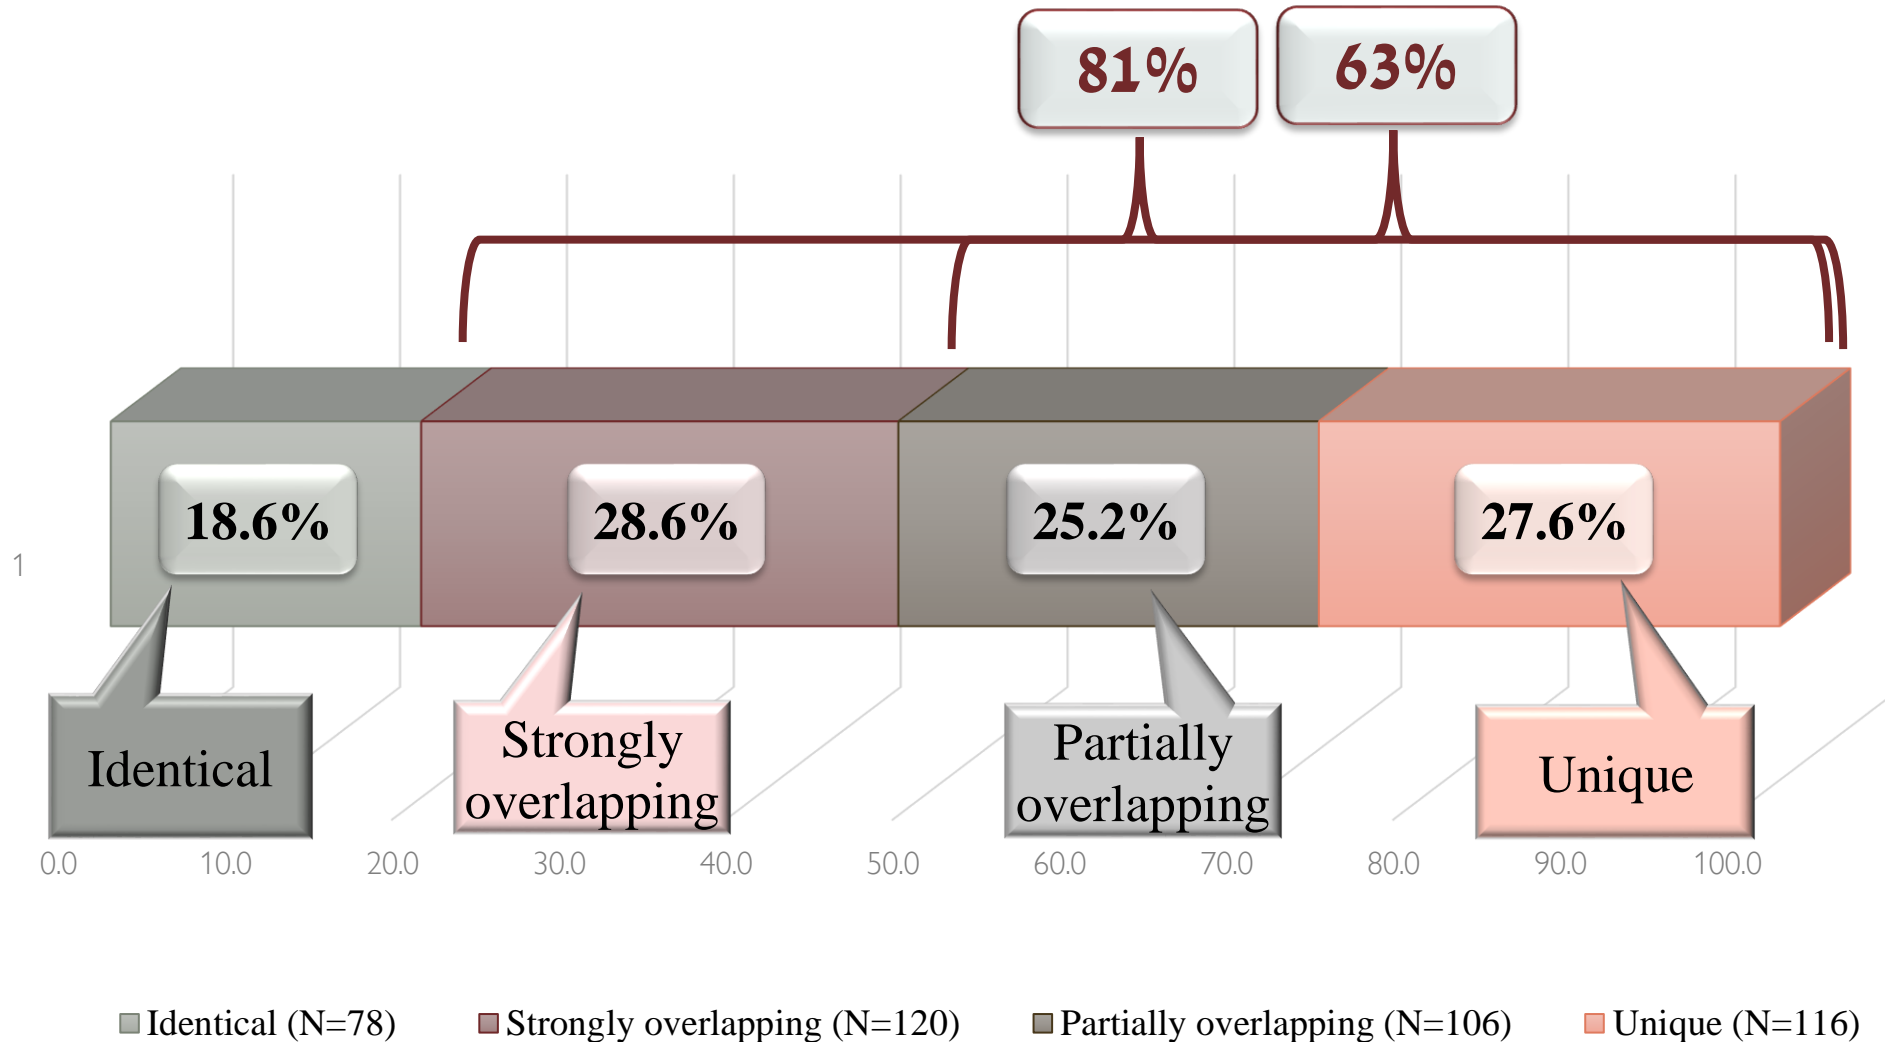 81% 63%
18.6% 28.6% 25.2% 27.6%
1
Identical
Strongly
overlapping
Partially
overlapping
Unique
0.0 10.0 20.0 30.0 40.0 50.0 60.0 70.0 80.0 90.0 100.0
Identical (N=78) Strongly overlapping (N=120) Partially overlapping (N=106) Unique (N=116)